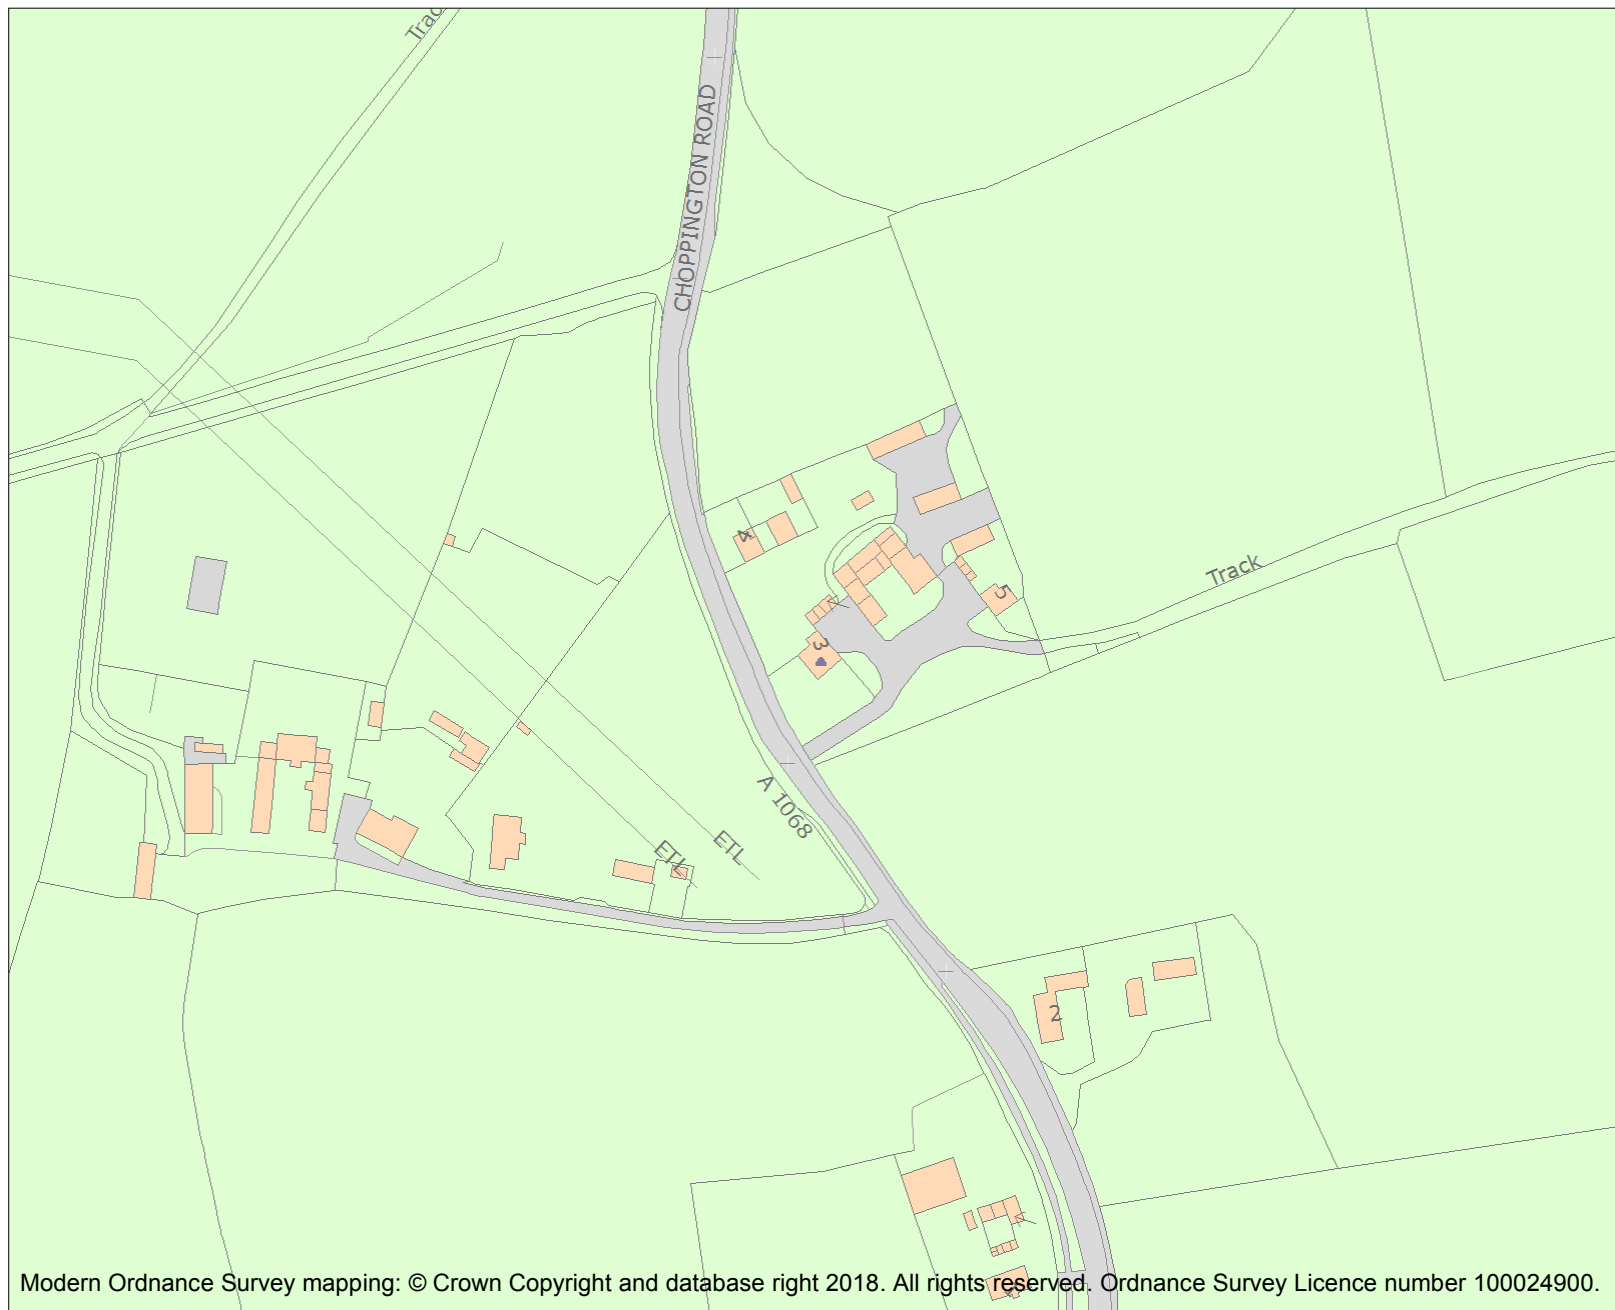 Trac
CHOPPINGTON ROAD
4
5
Track
3
A 1068
ETL
ETL
2
Modern Ordnance Survey mapping: © Crown Copyright and database right 2018. All rights reserved. Ordnance Survey Licence number 100024900.